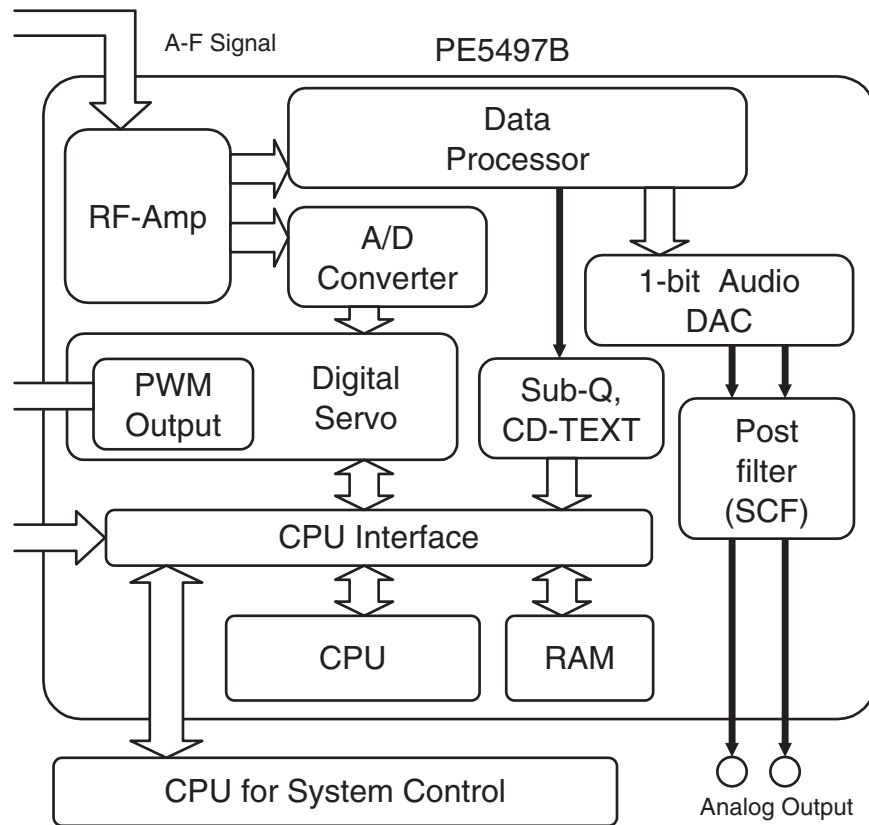 A-F Signal
PE5497B
Data
Processor
RF-Amp
A/D
Converter
1-bit Audio
DAC
PWM
Output
Digital
Servo
Sub-Q,
CD-TEXT
Post
filter
(SCF)
CPU Interface
CPU
RAM
CPU for System Control
Analog Output